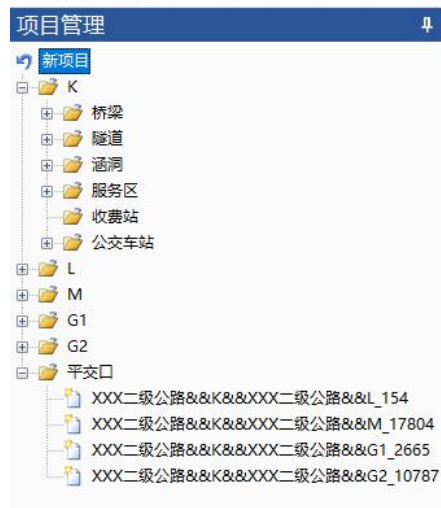 项目管理
新项目
K
桥梁
隧道
涵洞
服务区
收费站
公交车站
L
M
G1
G2
平交口
XXX二级公路&&K&&XXX二级公路&&L_154
XXX二级公路&&K&&XXX二级公路&&M_17804
XXX二级公路&&K&&XXX二级公路&&G1_2665
XXX二级公路&&K&&XXX二级公路&&G2_10787